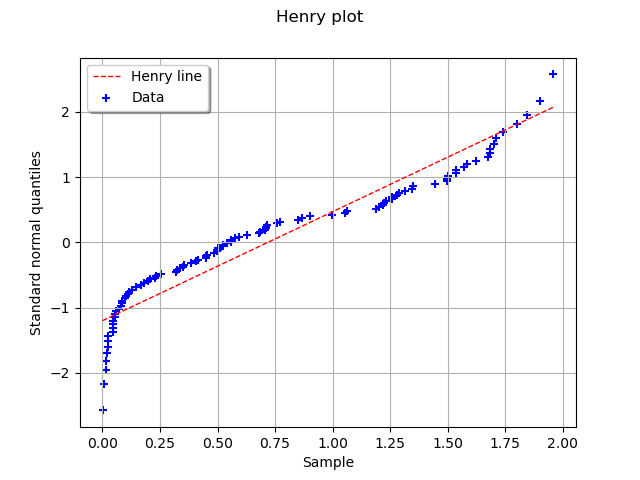 Henry plot
Henry line
Data
Standard normal quantiles
2
1
0
−1
−2
0.00 0.25 0.50 0.75 1.00 1.25 1.50 1.75 2.00
Sample